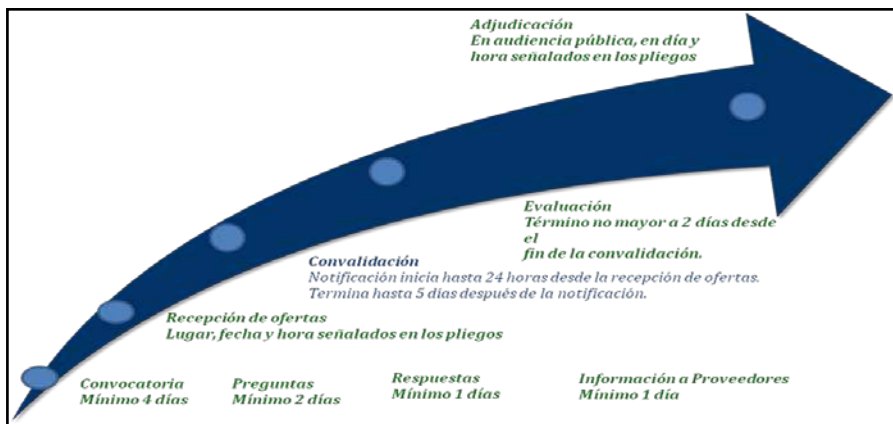 Adjudicación
En audiencia pública, en día y
hora señalados en los pliegos
Evaluación
Término no mayor a 2 días desde
el
fin de la convalidación.
Convalidación
Notificación inicia hasta 24 horas desde la recepción de ofertas.
Termina hasta 5 días después de la notificación.
Recepción de ofertas
Lugar, fecha y hora señalados en los pliegos
Convocatoria
Mínimo 4 días
Preguntas
Mínimo 2 días
Respuestas
Mínimo 1 días
Información a Proveedores
Mínimo 1 día